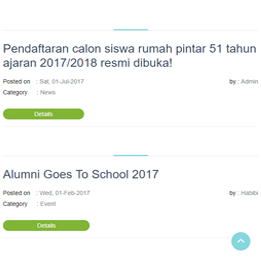 Pendaftaran calon siswa rumah pintar 51 tahun
ajaran 2017/2018 resmi dibuka!
Posted on : Sat, 01-Jul-2017 by : Admin
Category : News
Details
Alumni Goes To School 2017
Posted on : Wed, 01-Feb-2017 by : Habibi
Category : Event
Details